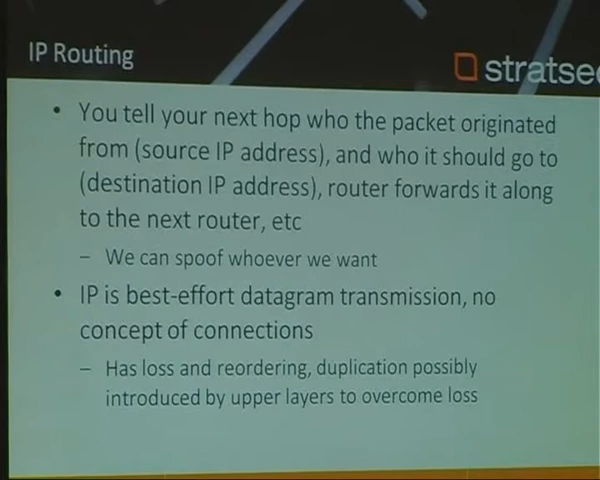 IP Routing
stratsec
• You tell your next hop who the packet originated
from (source IP address), and who it should go to
(destination IP address), router forwards it along
to the next router, etc
– We can spoof whoever we want
• IP is best-effort datagram transmission, no
concept of connections
– Has loss and reordering, duplication possibly
introduced by upper layers to overcome loss